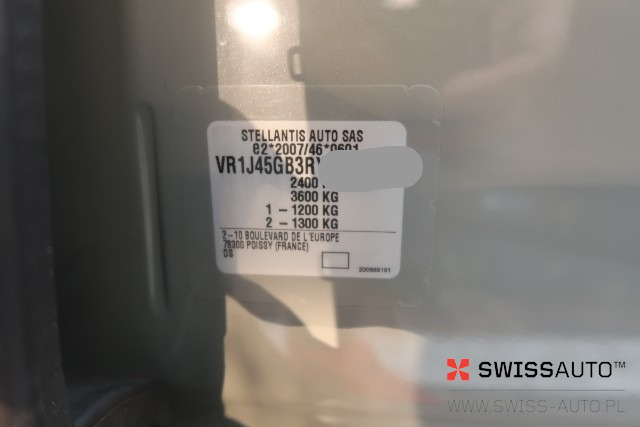 STELLANTIS AUTO SAS
e2*2007/46*0601
VR1J45GB3R
2400
3600 KG
1 - 1200 KG
2 - 1300 KG
2-10 BOULEVARD DE L'EUROPE
78300 POISSY (FRANCE)
DS
SWISSAUTO™
WWW.SWISS-AUTO.PL